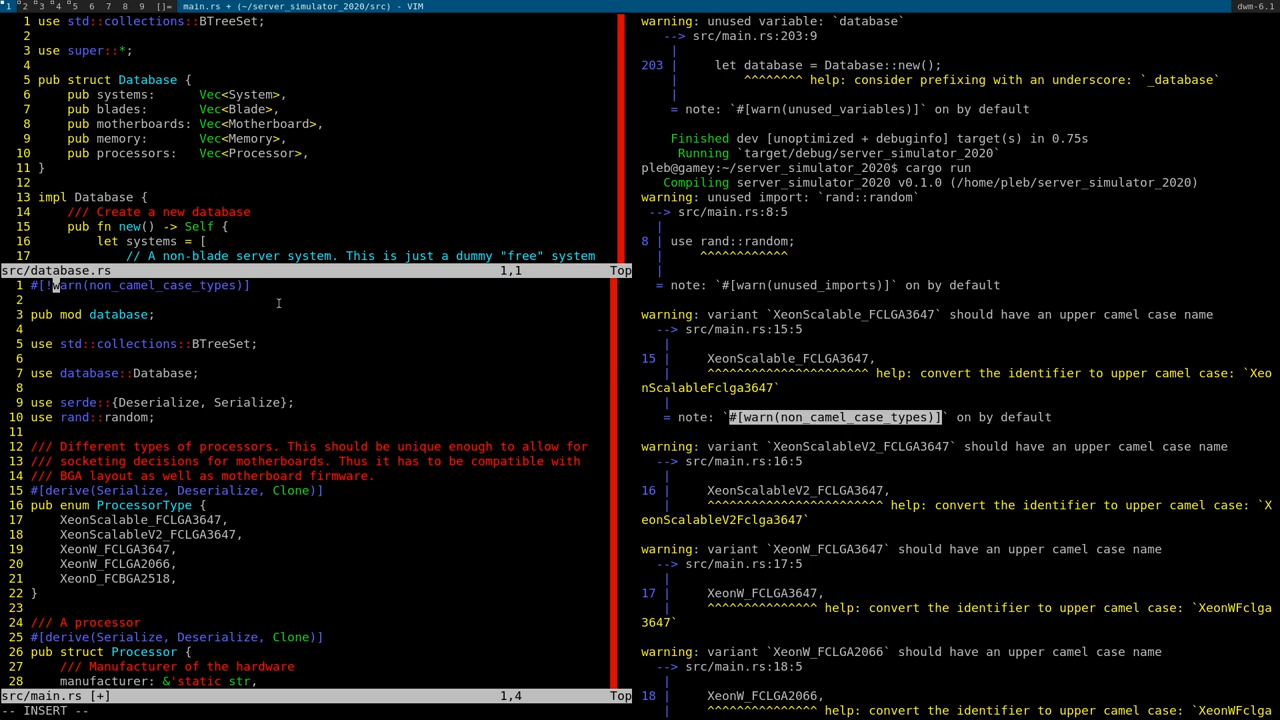 1 2 3 4 5 6 7 8 9 []= main.rs + (~/server_simulator_2020/src) - VIM dwm-6.1
1 use std::collections::BTreeSet;
2
3 use super::*;
4
5 pub struct Database {
6     pub systems:      Vec<System>,
7     pub blades:       Vec<Blade>,
8     pub motherboards: Vec<Motherboard>,
9     pub memory:       Vec<Memory>,
10     pub processors:   Vec<Processor>,
11 }
12
13 impl Database {
14     /// Create a new database
15     pub fn new() -> Self {
16         let systems = [
17             // A non-blade server system. This is just a dummy "free" system
src/database.rs 1,1 Top
1 #[!warn(non_camel_case_types)]
2
3 pub mod database;
4
5 use std::collections::BTreeSet;
6
7 use database::Database;
8
9 use serde::{Deserialize, Serialize};
10 use rand::random;
11
12 /// Different types of processors. This should be unique enough to allow for
13 /// socketing decisions for motherboards. Thus it has to be compatible with
14 /// BGA layout as well as motherboard firmware.
15 #[derive(Serialize, Deserialize, Clone)]
16 pub enum ProcessorType {
17     XeonScalable_FCLGA3647,
18     XeonScalableV2_FCLGA3647,
19     XeonW_FCLGA3647,
20     XeonW_FCLGA2066,
21     XeonD_FCBGA2518,
22 }
23
24 /// A processor
25 #[derive(Serialize, Deserialize, Clone)]
26 pub struct Processor {
27     /// Manufacturer of the hardware
28     manufacturer: &'static str,
src/main.rs [+] 1,4 Top
-- INSERT --
warning: unused variable: `database`
   --> src/main.rs:203:9
    |
203 |     let database = Database::new();
    |         ^^^^^^^^ help: consider prefixing with an underscore: `_database`
    |
    = note: `#[warn(unused_variables)]` on by default
    Finished dev [unoptimized + debuginfo] target(s) in 0.75s
     Running `target/debug/server_simulator_2020`
pleb@gamey:~/server_simulator_2020$ cargo run
   Compiling server_simulator_2020 v0.1.0 (/home/pleb/server_simulator_2020)
warning: unused import: `rand::random`
 --> src/main.rs:8:5
  |
8 | use rand::random;
  |     ^^^^^^^^^^^^
  |
  = note: `#[warn(unused_imports)]` on by default
warning: variant `XeonScalable_FCLGA3647` should have an upper camel case name
  --> src/main.rs:15:5
   |
15 |     XeonScalable_FCLGA3647,
   |     ^^^^^^^^^^^^^^^^^^^^^^ help: convert the identifier to upper camel case: `Xeo
nScalableFclga3647`
   |
   = note: `#[warn(non_camel_case_types)]` on by default
warning: variant `XeonScalableV2_FCLGA3647` should have an upper camel case name
  --> src/main.rs:16:5
   |
16 |     XeonScalableV2_FCLGA3647,
   |     ^^^^^^^^^^^^^^^^^^^^^^^^ help: convert the identifier to upper camel case: `X
eonScalableV2Fclga3647`
warning: variant `XeonW_FCLGA3647` should have an upper camel case name
  --> src/main.rs:17:5
   |
17 |     XeonW_FCLGA3647,
   |     ^^^^^^^^^^^^^^^ help: convert the identifier to upper camel case: `XeonWFclga
3647`
warning: variant `XeonW_FCLGA2066` should have an upper camel case name
  --> src/main.rs:18:5
   |
18 |     XeonW_FCLGA2066,
   |     ^^^^^^^^^^^^^^^ help: convert the identifier to upper camel case: `XeonWFclga